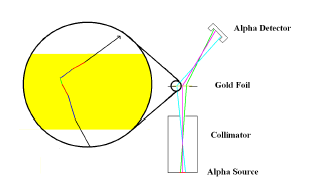 Alpha Detector
Gold Foil
Collimator
Alpha Source